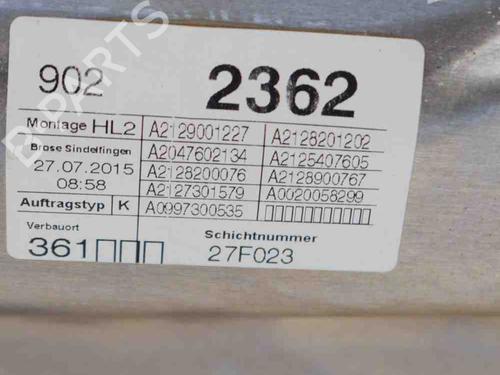 902 2362
Montage HL2 A2129001227 A2128201202
Brose Sindelfingen A2047602134 A2125407605
27.07.2015 A2128200076 A2128900767
08:58 A2127301579 A0020058299
Auftragstyp K A0997300535
Verbauort Schichtnummer
361 27F023
B-PARTS